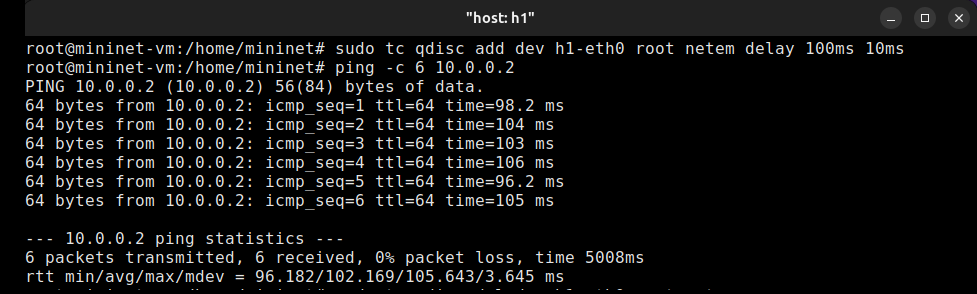 "host: h1"
root@mininet-vm:/home/mininet# sudo tc qdisc add dev h1-eth0 root netem delay 100ms 10ms
root@mininet-vm:/home/mininet# ping -c 6 10.0.0.2
PING 10.0.0.2 (10.0.0.2) 56(84) bytes of data.
64 bytes from 10.0.0.2: icmp_seq=1 ttl=64 time=98.2 ms
64 bytes from 10.0.0.2: icmp_seq=2 ttl=64 time=104 ms
64 bytes from 10.0.0.2: icmp_seq=3 ttl=64 time=103 ms
64 bytes from 10.0.0.2: icmp_seq=4 ttl=64 time=106 ms
64 bytes from 10.0.0.2: icmp_seq=5 ttl=64 time=96.2 ms
64 bytes from 10.0.0.2: icmp_seq=6 ttl=64 time=105 ms
--- 10.0.0.2 ping statistics ---
6 packets transmitted, 6 received, 0% packet loss, time 5008ms
rtt min/avg/max/mdev = 96.182/102.169/105.643/3.645 ms